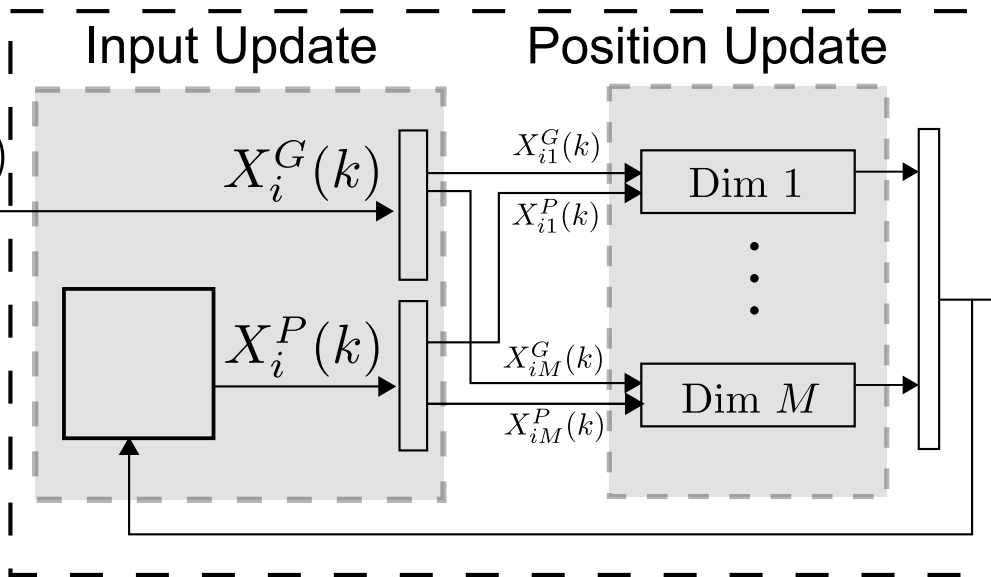 Input Update
Position Update
)
X_i^G(k)
X_{i1}^G(k)
Dim 1
X_{i1}^P(k)
X_i^P(k)
X_{iM}^G(k)
Dim M
X_{iM}^P(k)